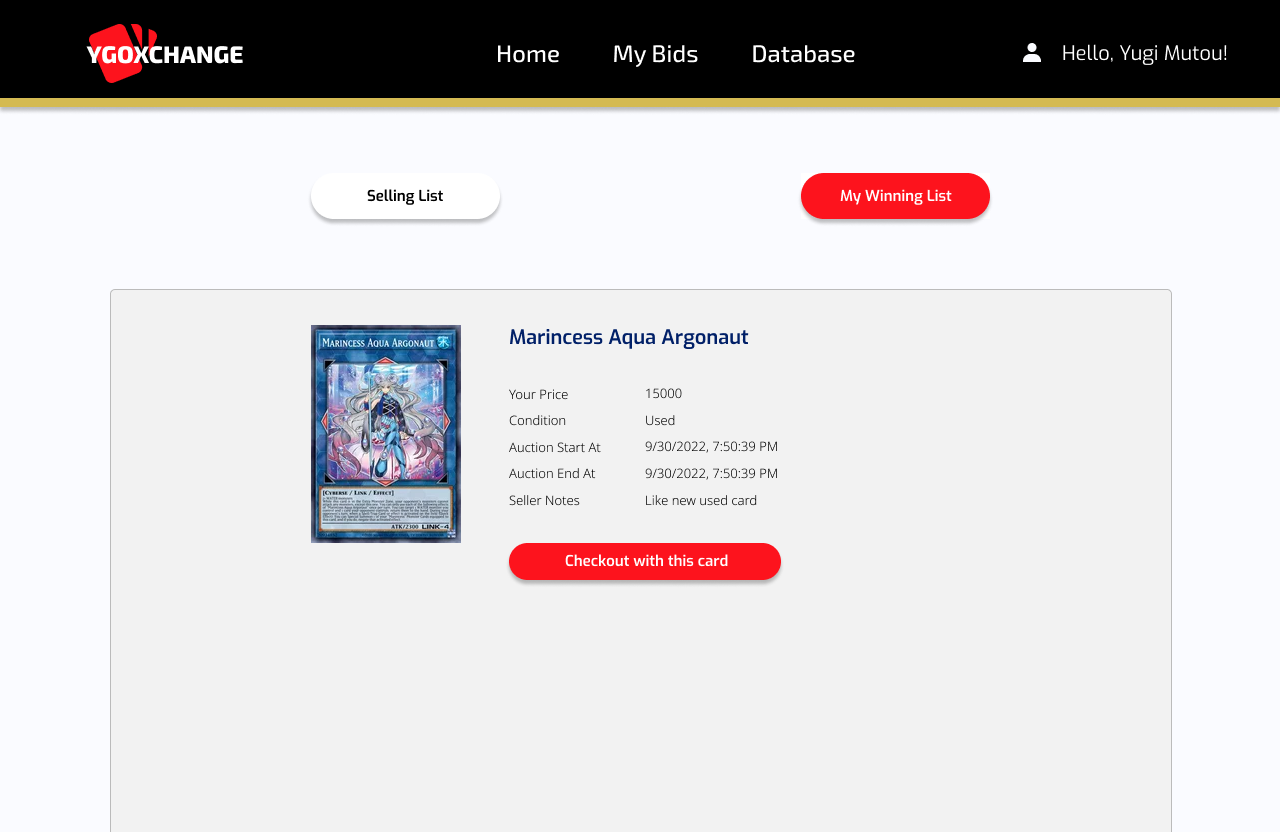 YGOXCHANGE
Home
My Bids
Database
Hello, Yugi Mutou!
Selling List
My Winning List
Marincess Aqua Argonaut
[Cyberse / Link / Effect]
ATK/2300 LINK-4
Marincess Aqua Argonaut
Your Price 15000
Condition Used
Auction Start At 9/30/2022, 7:50:39 PM
Auction End At 9/30/2022, 7:50:39 PM
Seller Notes Like new used card
Checkout with this card